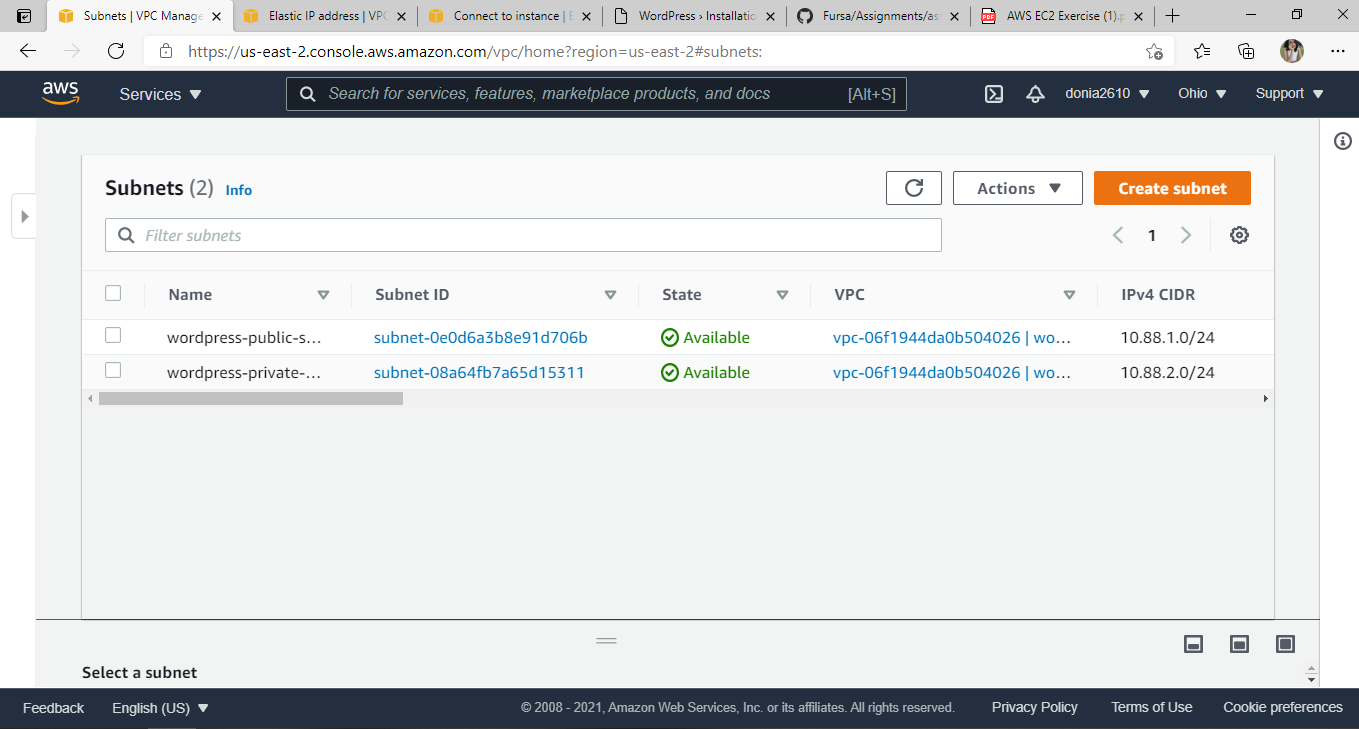 Subnets | VPC Manage
Elastic IP address | VPC
Connect to instance | E
WordPress › Installatio
Fursa/Assignments/as
AWS EC2 Exercise (1).p
https://us-east-2.console.aws.amazon.com/vpc/home?region=us-east-2#subnets:
aws
Services
Search for services, features, marketplace products, and docs
[Alt+S]
donia2610
Ohio
Support
Subnets (2) Info
Actions
Create subnet
Filter subnets
1
Name
Subnet ID
State
VPC
IPv4 CIDR
wordpress-public-s...
subnet-0e0d6a3b8e91d706b
Available
vpc-06f1944da0b504026 | wo...
10.88.1.0/24
wordpress-private-...
subnet-08a64fb7a65d15311
Available
vpc-06f1944da0b504026 | wo...
10.88.2.0/24
Select a subnet
Feedback
English (US)
© 2008 - 2021, Amazon Web Services, Inc. or its affiliates. All rights reserved.
Privacy Policy
Terms of Use
Cookie preferences